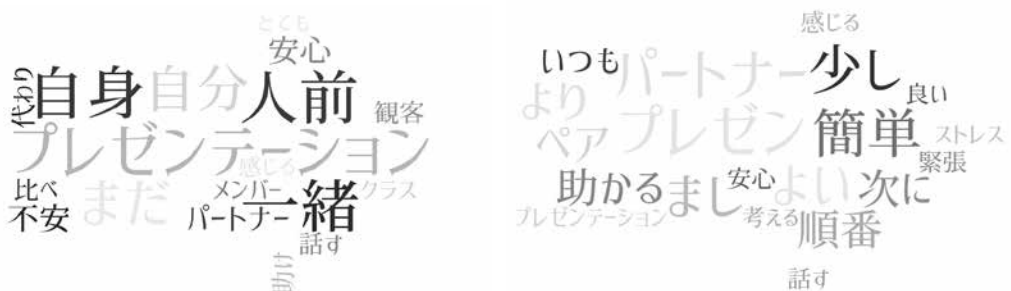 とても
安心
代わり
自身
自分
人前
観客
プレゼンテーション
感じる
比べ
まだ
メンバー
一緒
クラス
不安
パートナー
話す
助け
感じる
いつも
パートナー
少し
良い
より
プレゼン
簡単
ストレス
ペア
緊張
助かる
まし
安心
よい
次に
プレゼンテーション
考える
順番
話す